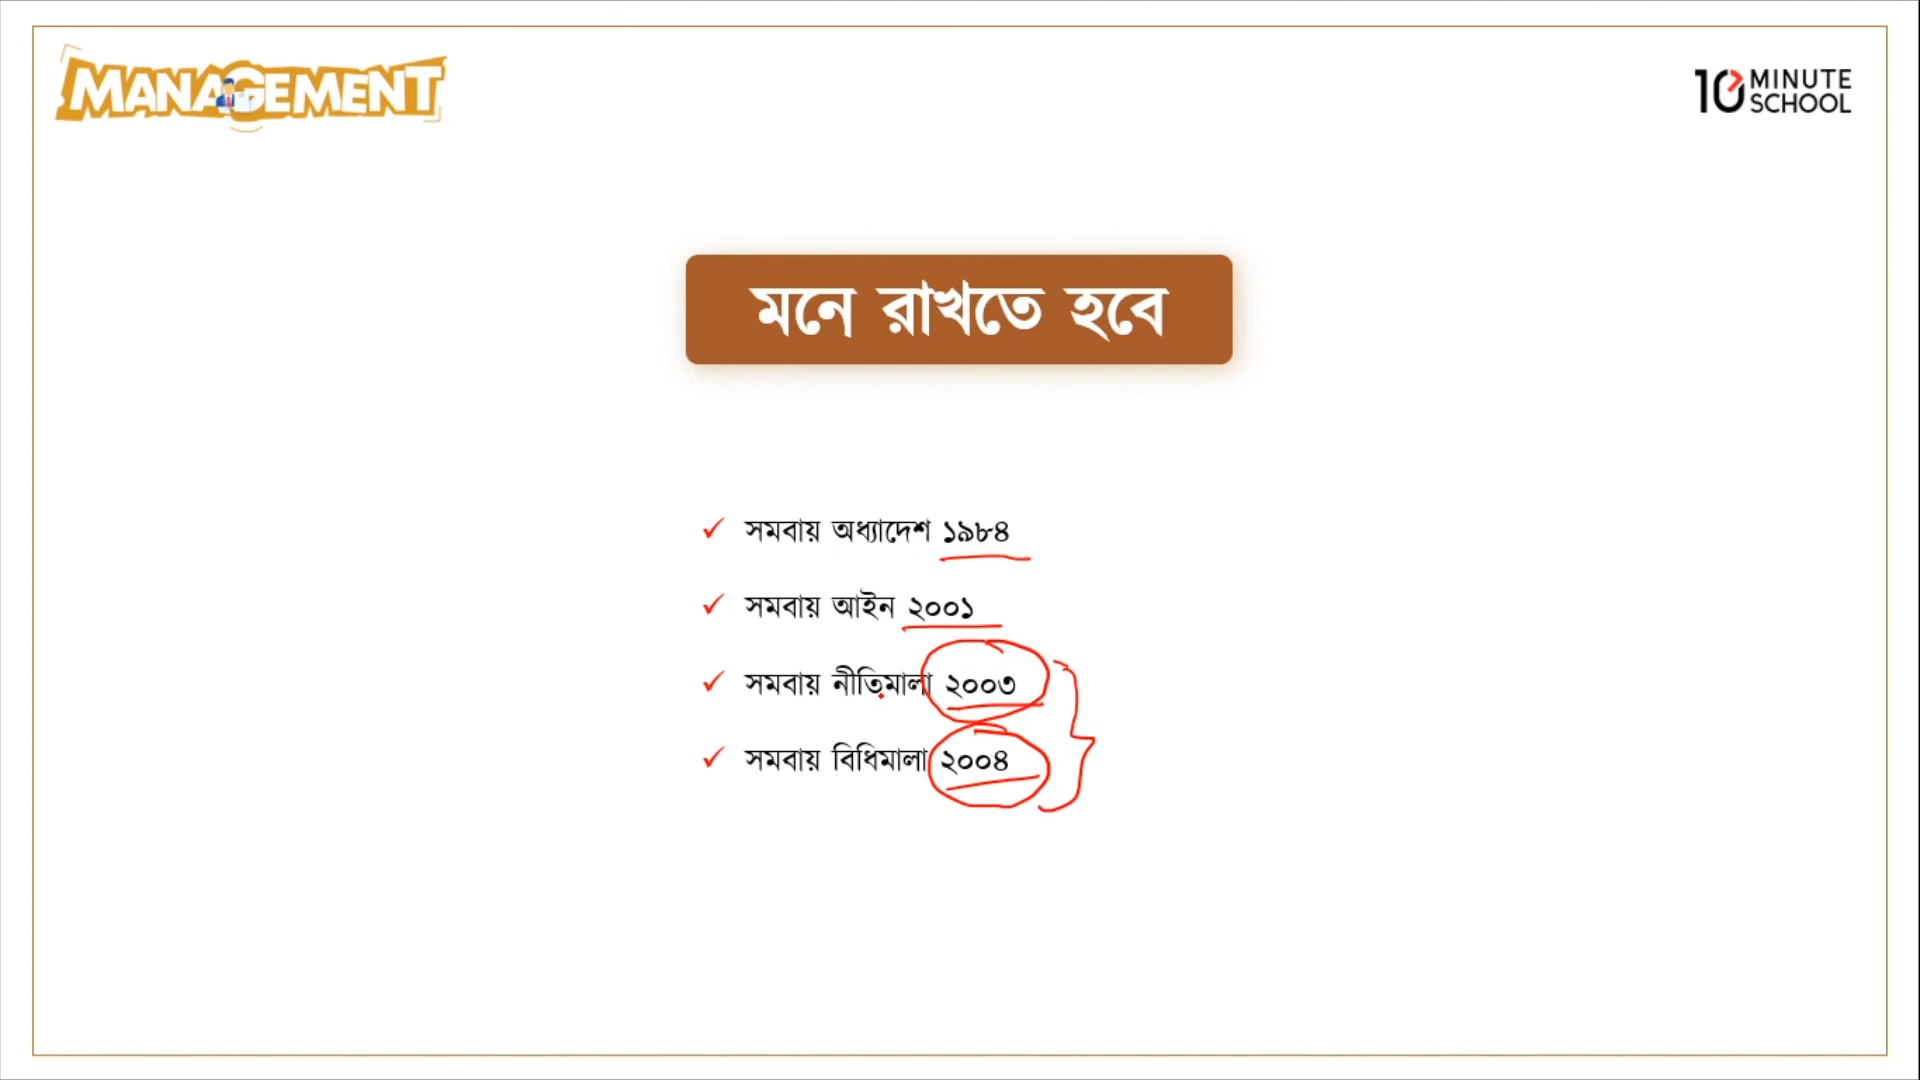 MANAGEMENT
10 MINUTE SCHOOL
মনে রাখতে হবে
সমবায় অধ্যাদেশ ১৯৮৪
সমবায় আইন ২০০১
সমবায় নীতিমালা ২০০৩
সমবায় বিধিমালা ২০০৪